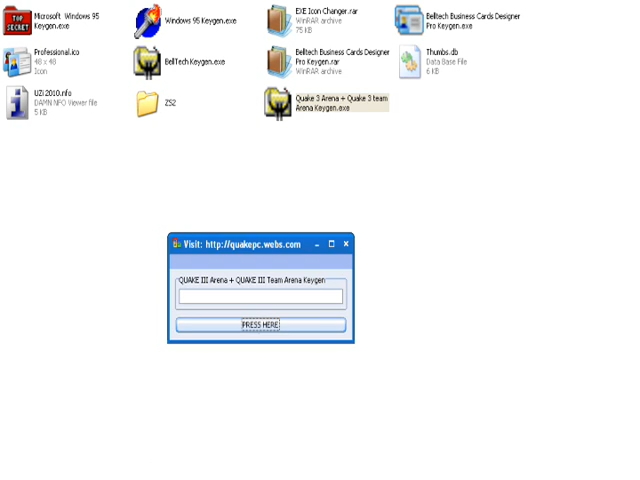 Microsoft Windows 95
Keygen.exe
Windows 95 Keygen.exe
EXE Icon Changer.rar
WinRAR archive
75 KB
Belltech Business Cards Designer
Pro Keygen.exe
Professional.ico
48 x 48
Icon
BellTech Keygen.exe
Belltech Business Cards Designer
Pro Keygen.rar
WinRAR archive
Thumbs.db
Data Base File
6 KB
UZi2010.nfo
DAMN NFO Viewer file
5 KB
ZS2
Quake 3 Arena + Quake 3 team
Arena Keygen.exe
TOP
SECRET
Visit: http://quakepc.webs.com
QUAKE III Arena + QUAKE III Team Arena Keygen
PRESS HERE